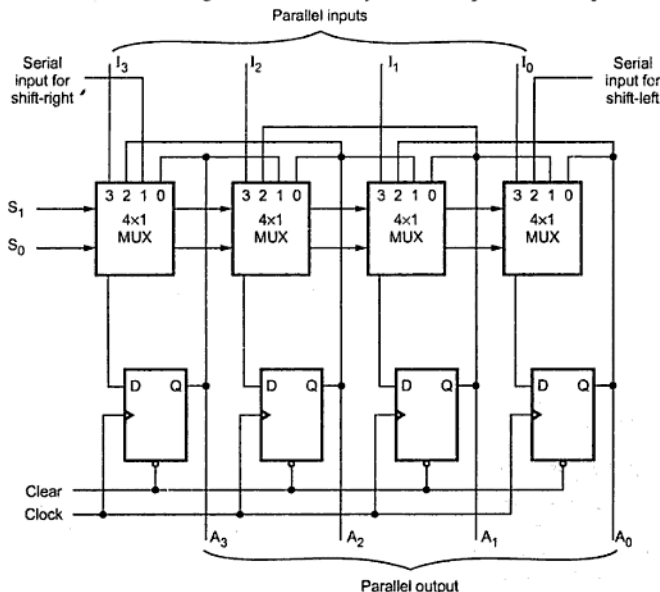 Parallel inputs
Serial
input for
shift-right
I3
I2
I1
I0
Serial
input for
shift-left
3 2 1 0
4×1
MUX
3 2 1 0
4×1
MUX
3 2 1 0
4×1
MUX
3 2 1 0
4×1
MUX
S1
S0
D Q
D Q
D Q
D Q
Clear
Clock
A3
A2
A1
A0
Parallel output